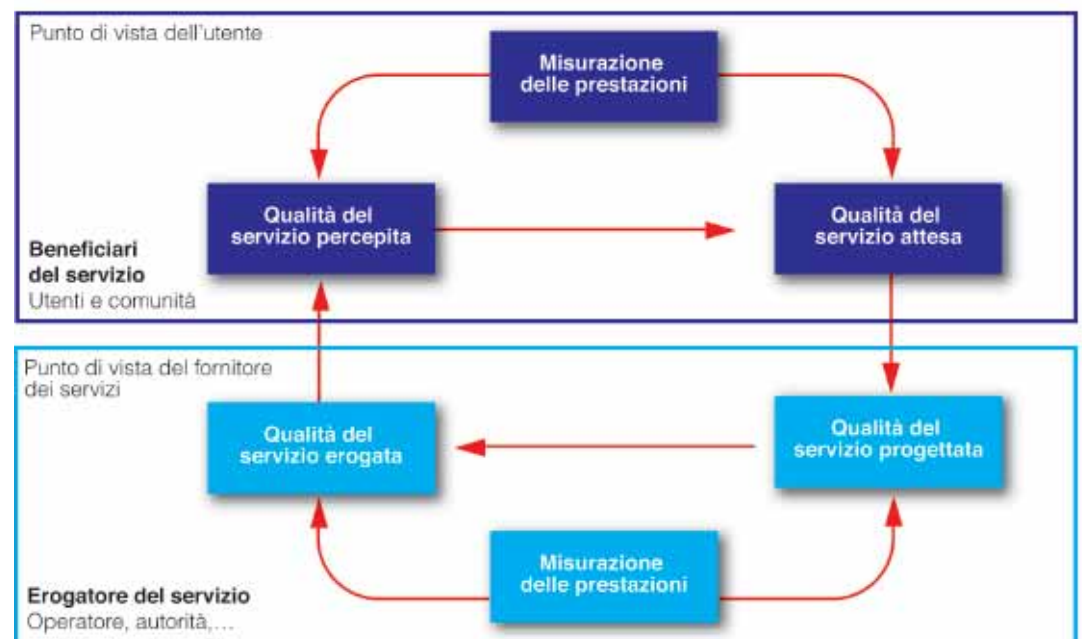 Punto di vista dell'utente
Misurazione
delle prestazioni
Qualità del
servizio percepita
Qualità del
servizio attesa
Beneficiari
del servizio
Utenti e comunità
Punto di vista del fornitore
dei servizi
Qualità del
servizio erogata
Qualità del
servizio progettata
Misurazione
delle prestazioni
Erogatore del servizio
Operatore, autorità,...